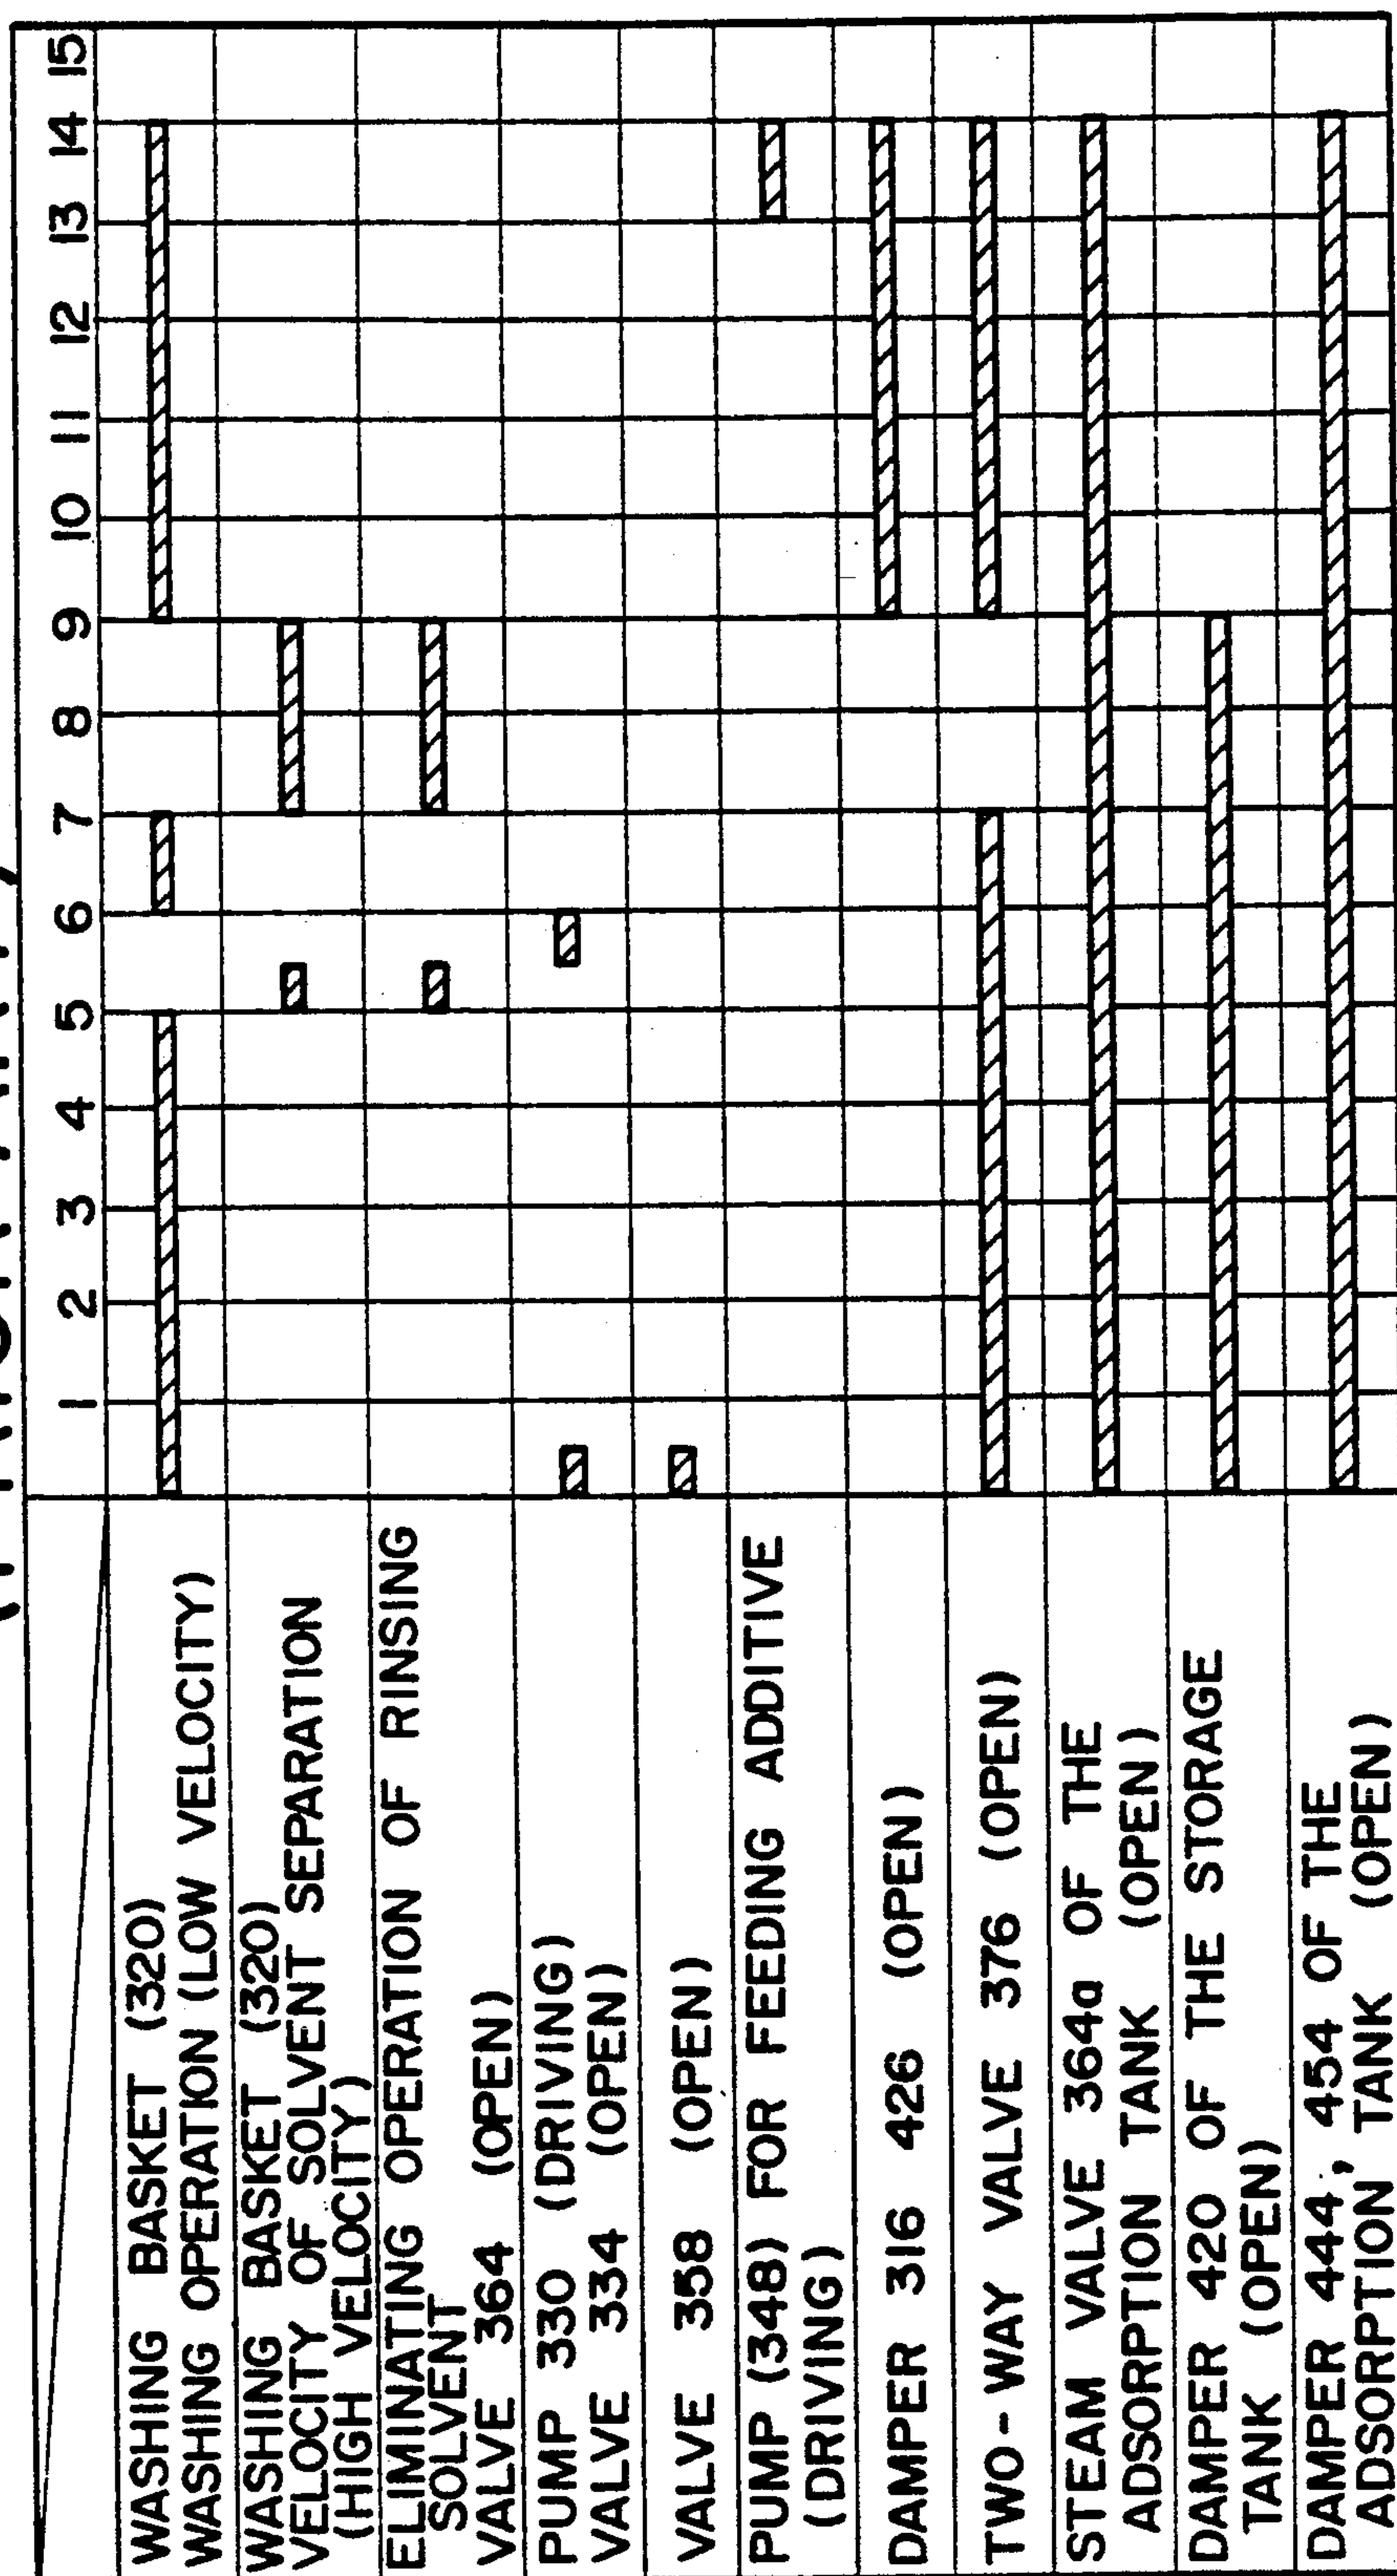 1 2 3 4 5 6 7 8 9 10 11 12 13 14 15
WASHING BASKET (320)
WASHING OPERATION (LOW VELOCITY)
WASHING BASKET (320)
VELOCITY OF SOLVENT SEPARATION
(HIGH VELOCITY)
ELIMINATING OPERATION OF RINSING
SOLVENT
VALVE 364 (OPEN)
PUMP 330 (DRIVING)
VALVE 334 (OPEN)
VALVE 358 (OPEN)
PUMP (348) FOR FEEDING ADDITIVE
(DRIVING)
DAMPER 316 426 (OPEN)
TWO-WAY VALVE 376 (OPEN)
STEAM VALVE 364a OF THE
ADSORPTION TANK (OPEN)
DAMPER 420 OF THE STORAGE
TANK (OPEN)
DAMPER 444, 454 OF THE
ADSORPTION TANK (OPEN)